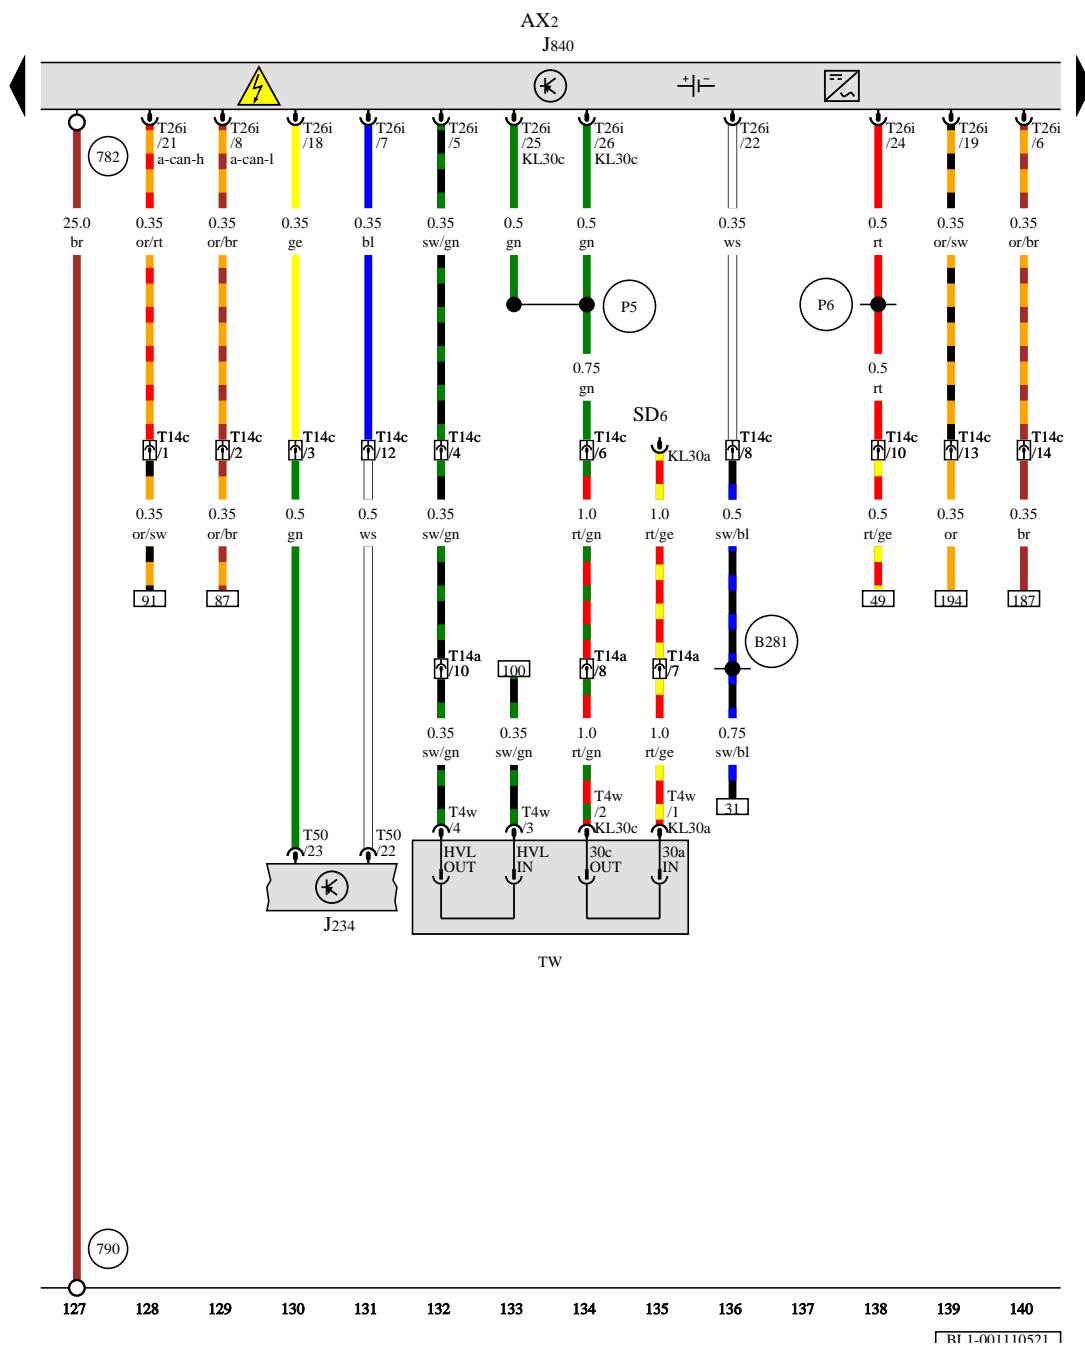 AX2
J840
T26i T26i T26i T26i T26i T26i T26i T26i T26i T26i T26i
/21 /8 /18 /7 /5 /25 /26 /22 /24 /19 /6
782 a-can-h a-can-l KL30c KL30c
25.0 0.35 0.35 0.35 0.35 0.35 0.5 0.5 0.35 0.5 0.35 0.35
br or/rt or/br ge bl sw/gn gn gn ws rt or/sw or/br
P5 P6
0.75 0.5
gn rt
SD6
T14c T14c T14c T14c T14c T14c KL30a T14c T14c T14c T14c
/1 /2 /3 /12 /4 /6 /8 /10 /13 /14
0.35 0.35 0.5 0.5 0.35 1.0 1.0 0.5 0.5 0.35 0.35
or/sw or/br gn ws sw/gn rt/gn rt/ge sw/bl rt/ge or br
91 87 49 194 187
B281
T14a T14a T14a
/10 100 /8 /7
0.35 0.35 1.0 1.0 0.75
sw/gn sw/gn rt/gn rt/ge sw/bl
T4w T4w T4w T4w 31
/4 /3 /2 /1
KL30c KL30a
T50 T50
/23 /22
HVL HVL 30c 30a
OUT IN OUT IN
J234
TW
790
127 128 129 130 131 132 133 134 135 136 137 138 139 140
BL1-001110521